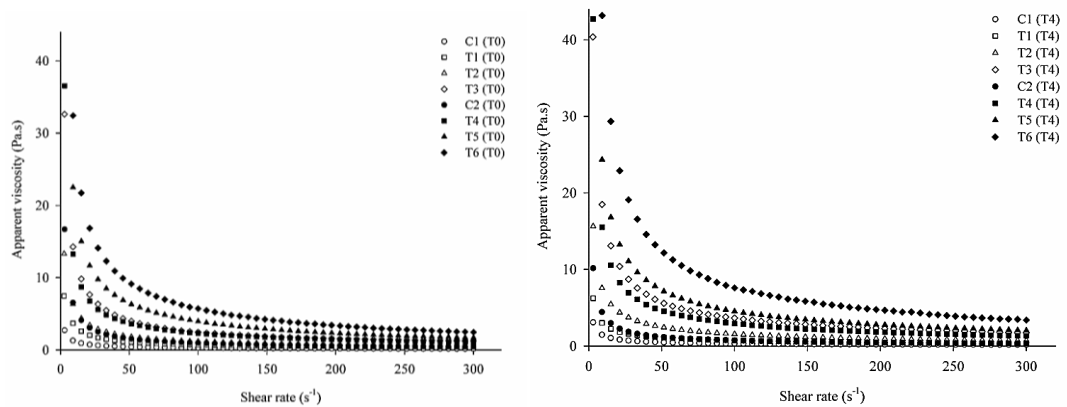 C1 (T0)
T1 (T0)
T2 (T0)
T3 (T0)
C2 (T0)
T4 (T0)
T5 (T0)
T6 (T0)
40
30
20
10
0
Apparent viscosity (Pa.s)
0 50 100 150 200 250 300
Shear rate (s⁻¹)
C1 (T4)
T1 (T4)
T2 (T4)
T3 (T4)
C2 (T4)
T4 (T4)
T5 (T4)
T6 (T4)
40
30
20
10
0
Apparent viscosity (Pa.s)
0 50 100 150 200 250 300
Shear rate (s⁻¹)